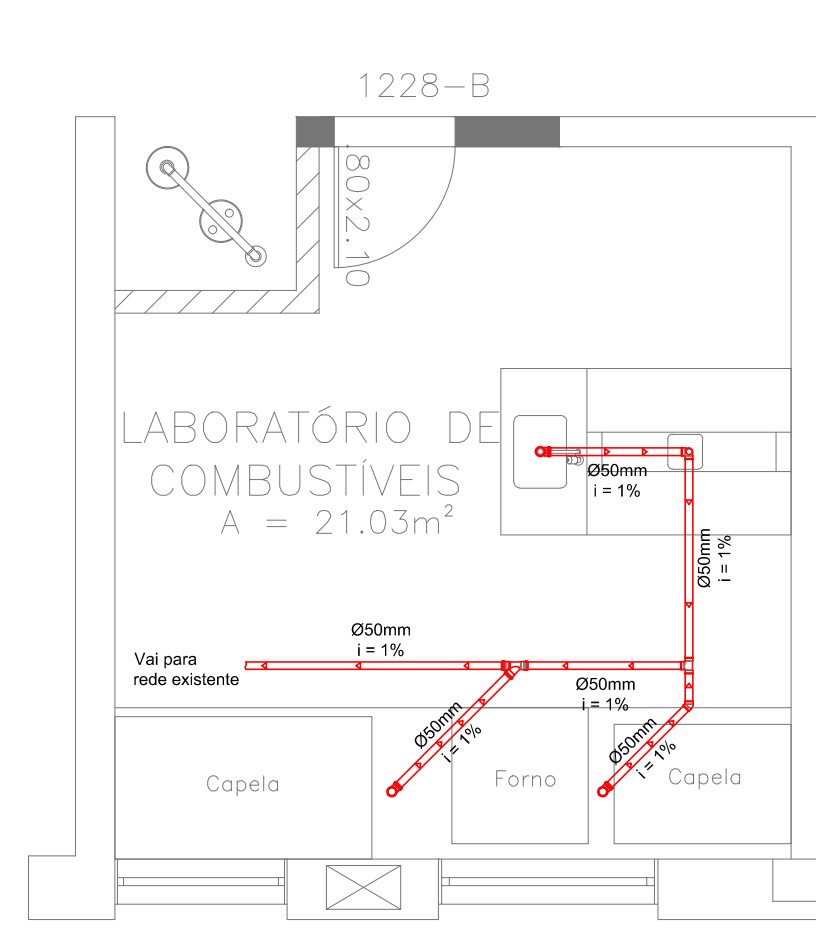 1228-B
.80x2.10
LABORATÓRIO DE
COMBUSTÍVEIS
A = 21.03m²
Ø50mm
i = 1%
Ø50mm
i = 1%
Ø50mm
i = 1%
Vai para
rede existente
Ø50mm
i = 1%
Ø50mm
i = 1%
Ø50mm
i = 1%
Capela
Forno
Capela